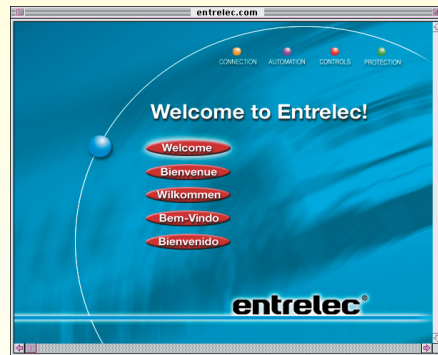 entrelec.com
CONNECTION AUTOMATION CONTROLS PROTECTION
Welcome to Entrelec!
Welcome
Bienvenue
Wilkommen
Bem-Vindo
Bienvenido
entrelec®